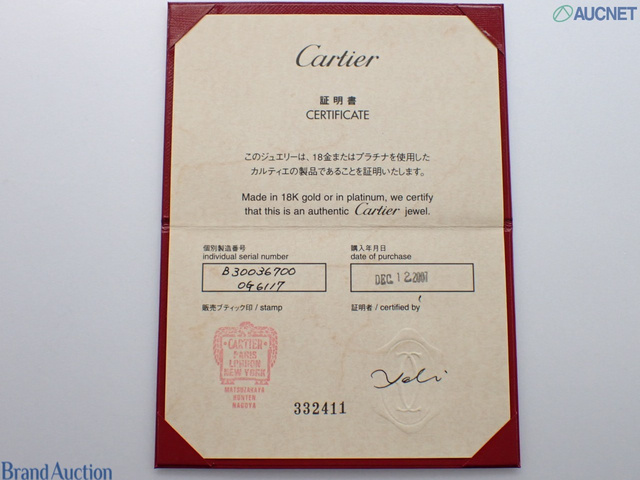 AUCNET
Cartier
証明書
CERTIFICATE
このジュエリーは、18金またはプラチナを使用した
カルティエの製品であることを証明いたします。
Made in 18K gold or in platinum, we certify
that this is an authentic Cartier jewel.
個別製造番号
individual serial number
B30036700
OG6117
購入年月日
date of purchase
DEC. 12.2007
販売ブティック印 / stamp
証明者 / certified by
CARTIER
PARIS
LONDON
NEW YORK
MATUZAKAYA
HONTEN
NAGOYA
332411
Brand Auction